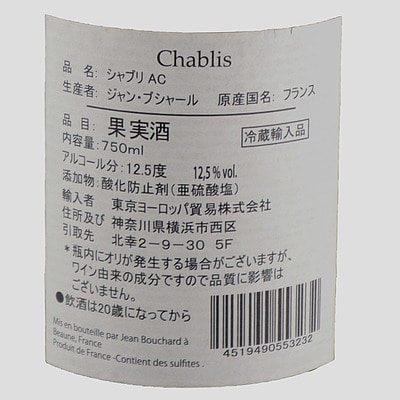 Chablis
品 名: シャブリ AC
生産者: ジャン・ブシャール 原産国名: フランス
品 目: 果実酒 冷蔵輸入品
内容量:750ml
アルコール分:12.5度 12,5 % vol.
添加物:酸化防止剤(亜硫酸塩)
輸入者 東京ヨーロッパ貿易株式会社
住所及び 神奈川県横浜市西区
引取先 北幸2-9-30 5F
*瓶内にオリが発生する場合がございますが、
ワイン由来の成分ですので品質に影響は
ございません。
●飲酒は20歳になってから
Mis en bouteille par Jean Bouchard à
Beaune, France
Produit de France -Contient des sulfites .
4519490553232